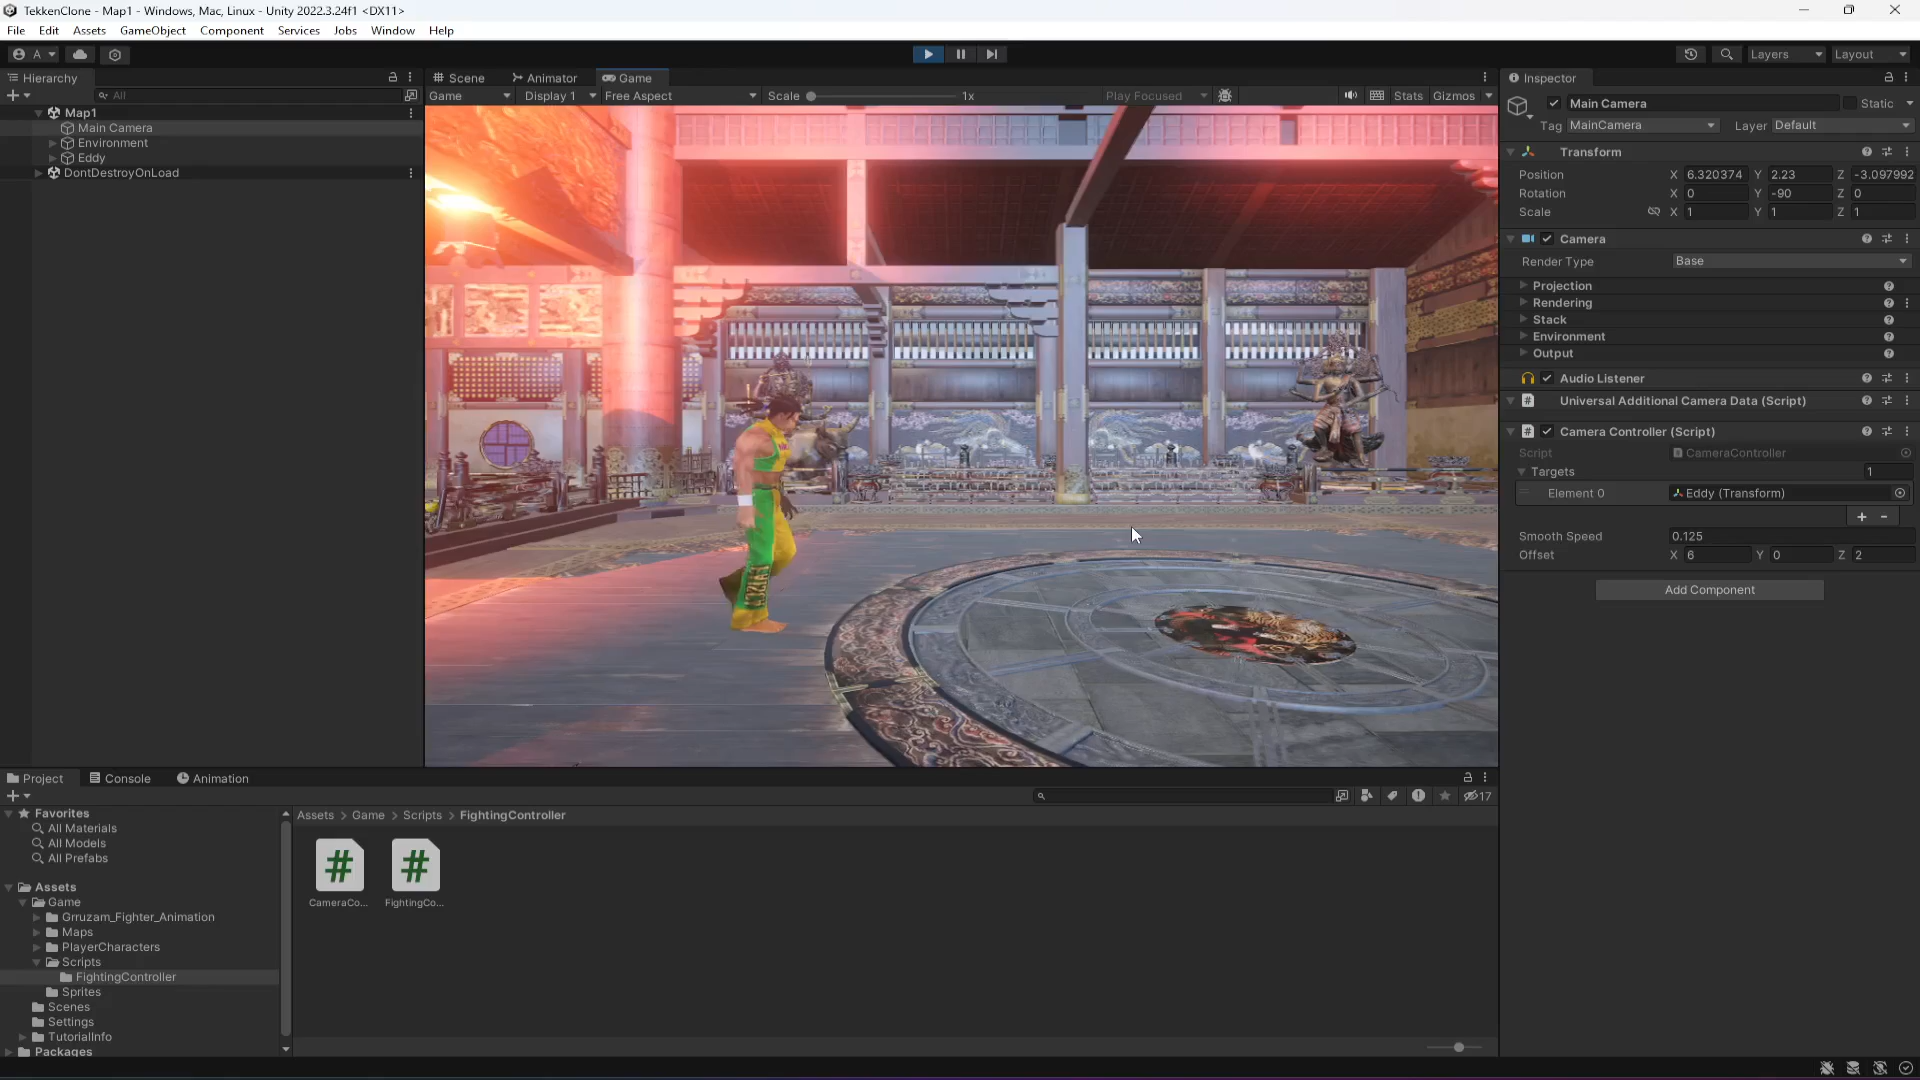 TekkenClone - Map1 - Windows, Mac, Linux - Unity 2022.3.24f1 <DX11>
File Edit Assets GameObject Component Services Jobs Window Help
A Layers Layout
Hierarchy
All
Map1
Main Camera
Environment
Eddy
DontDestroyOnLoad
Scene Animator Game
Game Display 1 Free Aspect Scale 1x Play Focused Stats Gizmos
Inspector
Main Camera Static
Tag MainCamera Layer Default
Transform
Position X 6.320374 Y 2.23 Z -3.097992
Rotation X 0 Y -90 Z 0
Scale X 1 Y 1 Z 1
Camera
Render Type Base
Projection
Rendering
Stack
Environment
Output
Audio Listener
Universal Additional Camera Data (Script)
Camera Controller (Script)
Script CameraController
Targets 1
Element 0 Eddy (Transform)
+ -
Smooth Speed 0.125
Offset X 6 Y 0 Z 2
Add Component
Project Console Animation
17
Favorites
All Materials
All Models
All Prefabs
Assets
Game
Grruzam_Fighter_Animation
Maps
PlayerCharacters
Scripts
FightingController
Sprites
Scenes
Settings
TutorialInfo
Packages
Assets > Game > Scripts > FightingController
CameraCo... FightingCo...